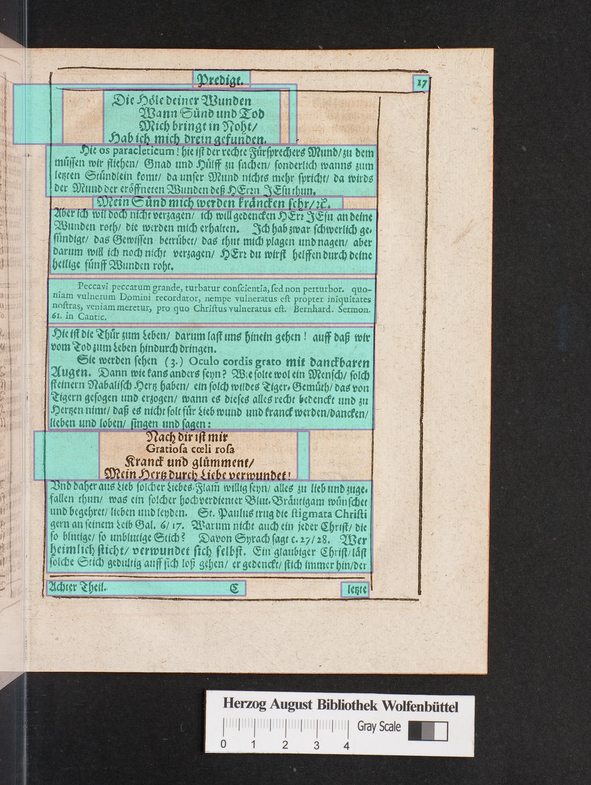 Predigt.
17
Die Höle deiner Wunden
Wann Sünd und Tod
Mich bringt in Noht/
Hab ich mich drein gefunden.
Hic os paracleticum! hie ist der rechte Fürsprechers Mund/ zu dem
müssen wir fliehen/ Gnad und Hülff zu suchen/ sonderlich wanns zum
letzten Stündlein komt/ da unser Mund nichts mehr spricht/ da wirds
der Mund der eröffneten Wunden deß HErrn JEsu thun.
Mein Sünd mich werden kräncken sehr/ ꝛc.
Aber ich wil doch nicht verzagen/ ich will gedencken HErr JEsu an deine
Wunden roth/ die werden mich erhalten. Ich hab zwar schwerlich ge-
sündigt/ das Gewissen betrübet/ das thut mich plagen und nagen/ aber
darum will ich noch nicht verzagen/ HErr du wirst helffen durch deine
heilige fünff Wunden roht.
Peccavi peccatum grande, turbatur conscientia, sed non perturbor. quo-
niam vulnerum Domini recordator, nempe vulneratus est propter iniquitates
nostras, veniam meretur, pro quo Christus vulneratus est. Bernhard. Sermon.
61. in Cantic.
Hie ist die Thür zum Leben/ darum last uns hinein gehen! auff daß wir
vom Tod zum Leben hindurch dringen.
Sie werden sehen (3.) Oculo cordis grato mit danckbaren
Augen. Dann wie kans anders seyn? Wie solte wol ein Mensch/ solch
steinern Nabalisch Hertz haben/ ein solch wildes Tiger-Gemüth/ das von
Tigern gesogen und erzogen/ wann es dieses alles recht bedenckt und zu
Hertzen nimt/ daß es nicht solt für Lieb wund und kranck werden/ dancken/
lieben und loben/ singen und sagen:
Nach dir ist mir
Gratiosa cœli rosa
Kranck und glümment/
Mein Hertz durch Liebe verwundet!
Und daher aus Lieb solcher Liebes-Flam̃ willig seyn/ alles zu lieb und zuge-
fallen thun/ was ein solcher hochverdiener Blut-Bräutigam wünschet
und begehret/ lieben und leyden. St. Paulus trug die stigmata Christi
gern an seinem Leib Gal. 6/ 17. Warum nicht auch ein jeder Christ/ die
so blutige/ so unblutige Stich? Davon Syrach sagt c. 27/ 28. Wer
heimlich sticht/ verwundet sich selbst. Ein glaubiger Christ/ läst
solche Stich gedultig auff sich loß gehen/ er gedenckt/ stich immer hin/ der
Achter Theil.
C
letzte
Herzog August Bibliothek Wolfenbüttel
Gray Scale
0 1 2 3 4